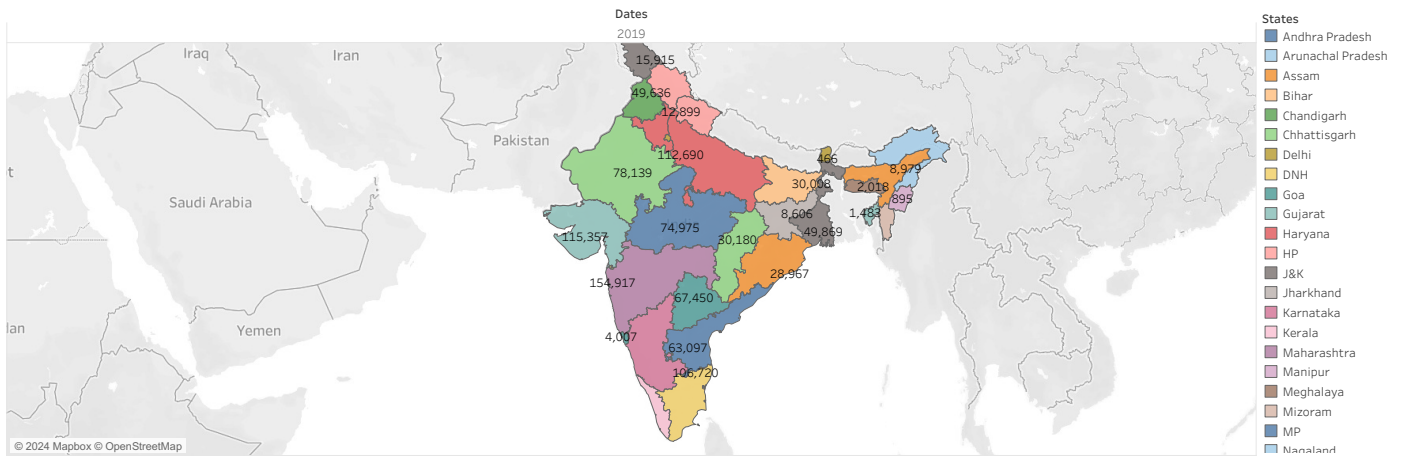 Dates
2019
States
Andhra Pradesh
Arunachal Pradesh
Assam
Bihar
Chandigarh
Chhattisgarh
Delhi
DNH
Goa
Gujarat
Haryana
HP
J&K
Jharkhand
Karnataka
Kerala
Maharashtra
Manipur
Meghalaya
Mizoram
MP
Nagaland
Iraq
Iran
Pakistan
Saudi Arabia
Yemen
t
lan
15,915
49,636
12,899
112,690
466
8,979
78,139
30,008
2,018
895
1,483
8,606
115,357
74,975
30,180
49,869
28,967
154,917
67,450
4,007
63,097
106,720
© 2024 Mapbox © OpenStreetMap